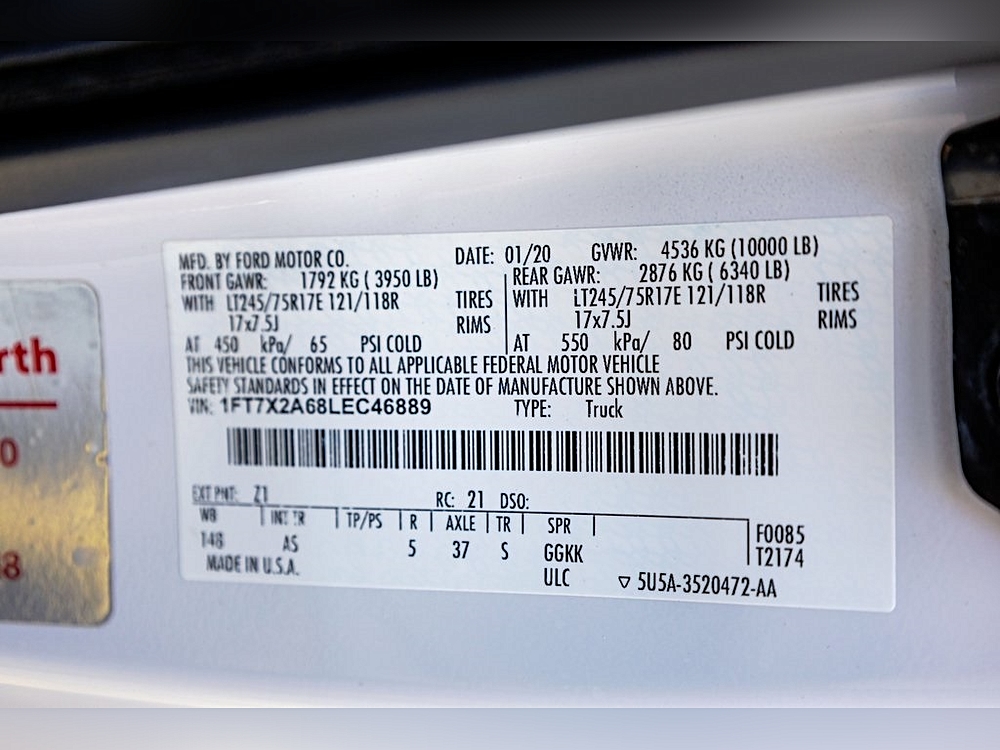 rth
0
8
MFD. BY FORD MOTOR CO. DATE: 01/20 GVWR: 4536 KG (10000 LB)
FRONT GAWR: 1792 KG ( 3950 LB) REAR GAWR: 2876 KG ( 6340 LB)
WITH LT245/75R17E 121/118R TIRES WITH LT245/75R17E 121/118R TIRES
17x7.5J RIMS 17x7.5J RIMS
AT 450 kPa/ 65 PSI COLD AT 550 kPa/ 80 PSI COLD
THIS VEHICLE CONFORMS TO ALL APPLICABLE FEDERAL MOTOR VEHICLE
SAFETY STANDARDS IN EFFECT ON THE DATE OF MANUFACTURE SHOWN ABOVE.
VIN: 1FT7X2A68LEC46889 TYPE: Truck
EXT PNT: Z1 RC: 21 DSO:
WB INT TR TP/PS R AXLE TR SPR F0085
148 AS 5 37 S GGKK T2174
MADE IN U.S.A. ULC ▽ 5U5A-3520472-AA